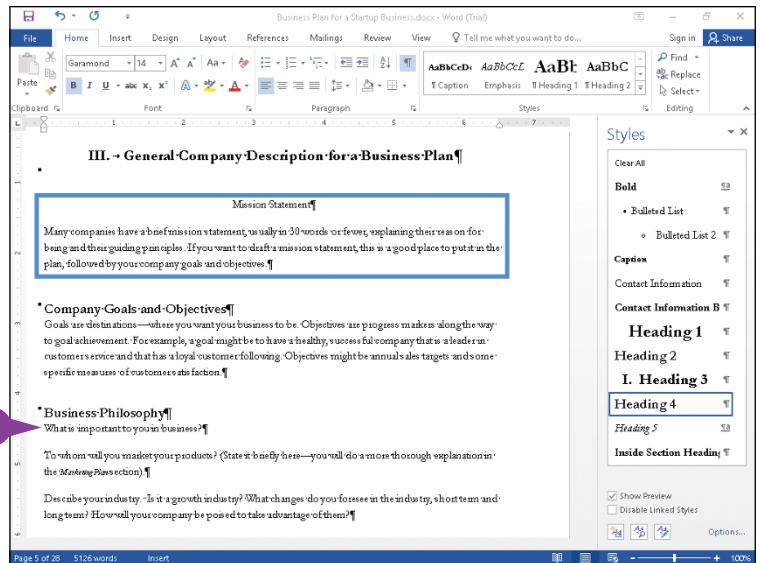 Business Plan for a Startup Business.docx - Word (Trial)
File Home Insert Design Layout References Mailings Review View Tell me what you want to do... Sign in Share
Garamond 14 A A Aa
AaBbCcD AaBbCcL AaBb AaBbC
Find
Replace
Paste
B I U abc x₂ x² A A
¶ Caption Emphasis ¶ Heading 1 ¶ Heading 2
Select
Clipboard Font Paragraph Styles Editing
1 2 3 4 5 6 7
Styles
III.→General·Company·Description·for·a·Business·Plan¶
Mission Statement¶
Many·companies·have·a·brief·mission·statement,·usually·in·30·words·or·fewer,·explaining·their·reason·for·
being·and·their·guiding·principles.·If·you·want·to·draft·a·mission·statement,·this·is·a·good·place·to·put·it·in·the·
plan,·followed·by·your·company·goals·and·objectives.¶
Company·Goals·and·Objectives¶
Goals·are·destinations—where·you·want·your·business·to·be.·Objectives·are·progress·markers·along·the·way·
to·goal·achievement.·For·example,·a·goal·might·be·to·have·a·healthy,·successful·company·that·is·a·leader·in·
customer·service·and·that·has·a·loyal·customer·following.·Objectives·might·be·annual·sales·targets·and·some·
specific·measures·of·customer·satisfaction.¶
Business·Philosophy¶
What·is·important·to·you·in·business?¶
To·whom·will·you·market·your·products?·(State·it·briefly·here—you·will·do·a·more·thorough·explanation·in·
the·Marketing·Plan·section).¶
Describe·your·industry.·Is·it·a·growth·industry?·What·changes·do·you·foresee·in·the·industry,·short·term·and·
long·term?·How·will·your·company·be·poised·to·take·advantage·of·them?¶
Clear All
Bold ¶a
• Bulleted List ¶
o Bulleted List 2 ¶
Caption ¶
Contact Information ¶
Contact Information B ¶
Heading 1 ¶
Heading 2 ¶
I. Heading 3 ¶
Heading 4 ¶
Heading 5 ¶a
Inside Section Heading ¶
Show Preview
Disable Linked Styles
Options...
Page 5 of 28 5126 words Insert 100%